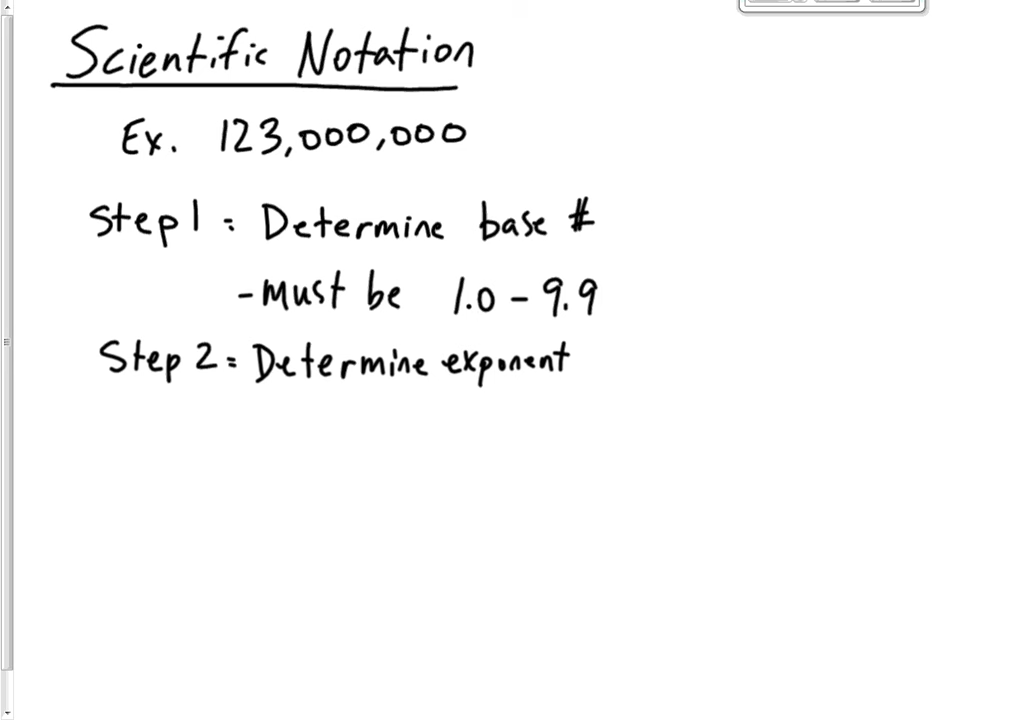 Scientific Notation
Ex. 123,000,000
Step 1: Determine base #
- must be 1.0 - 9.9
Step 2: Determine exponent